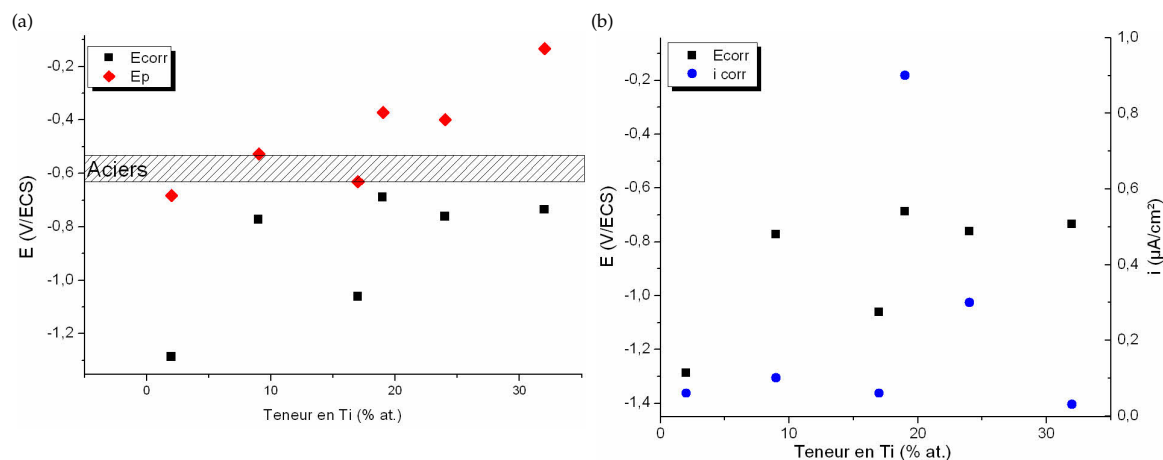 (a)
Ecorr
Ep
-0,2
-0,4
-0,6
-0,8
-1,0
-1,2
E (V/ECS)
Aciers
0
10
20
30
Teneur en Ti (% at.)
(b)
Ecorr
i corr
-0,2
-0,4
-0,6
-0,8
-1,0
-1,2
-1,4
E (V/ECS)
1,0
0,8
0,6
0,4
0,2
0,0
i (µA/cm²)
0
10
20
30
Teneur en Ti (% at.)